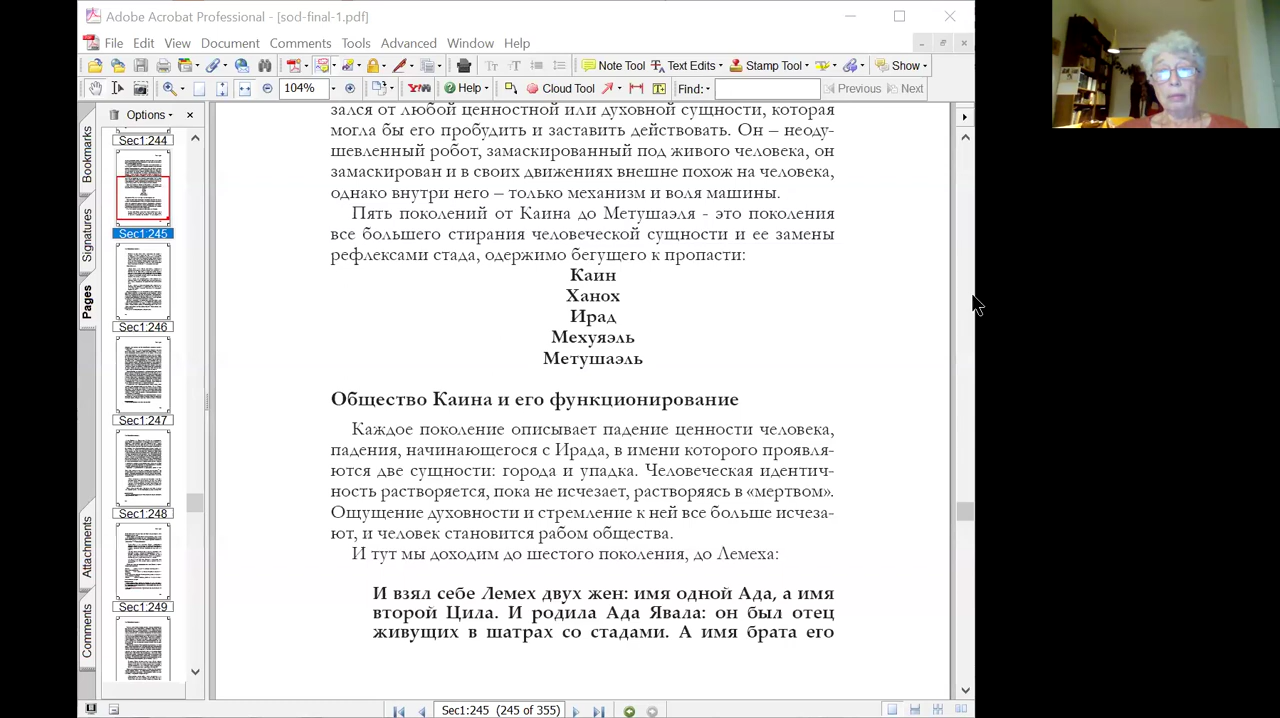 Adobe Acrobat Professional - [sod-final-1.pdf]
File Edit View Document Comments Tools Advanced Window Help
Note Tool Text Edits Stamp Tool Show
104% Help Cloud Tool Find: Previous Next
Options
Bookmarks
Signatures
Pages
Attachments
Comments
Sec1:244
Sec1:245
Sec1:246
Sec1:247
Sec1:248
Sec1:249
зался от любой ценностной или духовной сущности, которая
могла бы его пробудить и заставить действовать. Он – неоду-
шевленный робот, замаскированный под живого человека, он
замаскирован и в своих движениях внешне похож на человека,
однако внутри него – только механизм и воля машины.
Пять поколений от Каина до Метушаэля - это поколения
все большего стирания человеческой сущности и ее замены
рефлексами стада, одержимо бегущего к пропасти:
Каин
Ханох
Ирад
Мехуяэль
Метушаэль
Общество Каина и его функционирование
Каждое поколение описывает падение ценности человека,
падения, начинающегося с Ирада, в имени которого проявля-
ются две сущности: города и упадка. Человеческая идентич-
ность растворяется, пока не исчезает, растворяясь в «мертвом».
Ощущение духовности и стремление к ней все больше исчеза-
ют, и человек становится рабом общества.
И тут мы доходим до шестого поколения, до Лемеха:
И взял себе Лемех двух жен: имя одной Ада, а имя
второй Цила. И родила Ада Явала: он был отец
живущих в шатрах со стадами. А имя брата его
Sec1:245 (245 of 355)